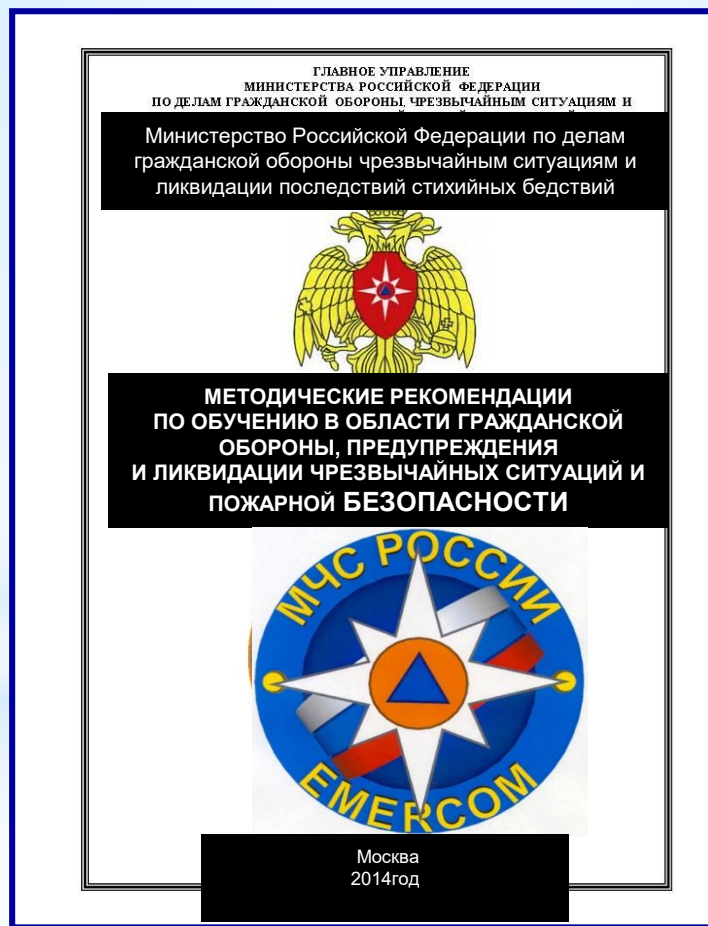 ГЛАВНОЕ УПРАВЛЕНИЕ
МИНИСТЕРСТВА РОССИЙСКОЙ ФЕДЕРАЦИИ
ПО ДЕЛАМ ГРАЖДАНСКОЙ ОБОРОНЫ, ЧРЕЗВЫЧАЙНЫМ СИТУАЦИЯМ И
Министерство Российской Федерации по делам
гражданской обороны чрезвычайным ситуациям и
ликвидации последствий стихийных бедствий
МЕТОДИЧЕСКИЕ РЕКОМЕНДАЦИИ
ПО ОБУЧЕНИЮ В ОБЛАСТИ ГРАЖДАНСКОЙ
ОБОРОНЫ, ПРЕДУПРЕЖДЕНИЯ
И ЛИКВИДАЦИИ ЧРЕЗВЫЧАЙНЫХ СИТУАЦИЙ И
ПОЖАРНОЙ БЕЗОПАСНОСТИ
МЧС РОССИИ
EMERCOM
Москва
2014год